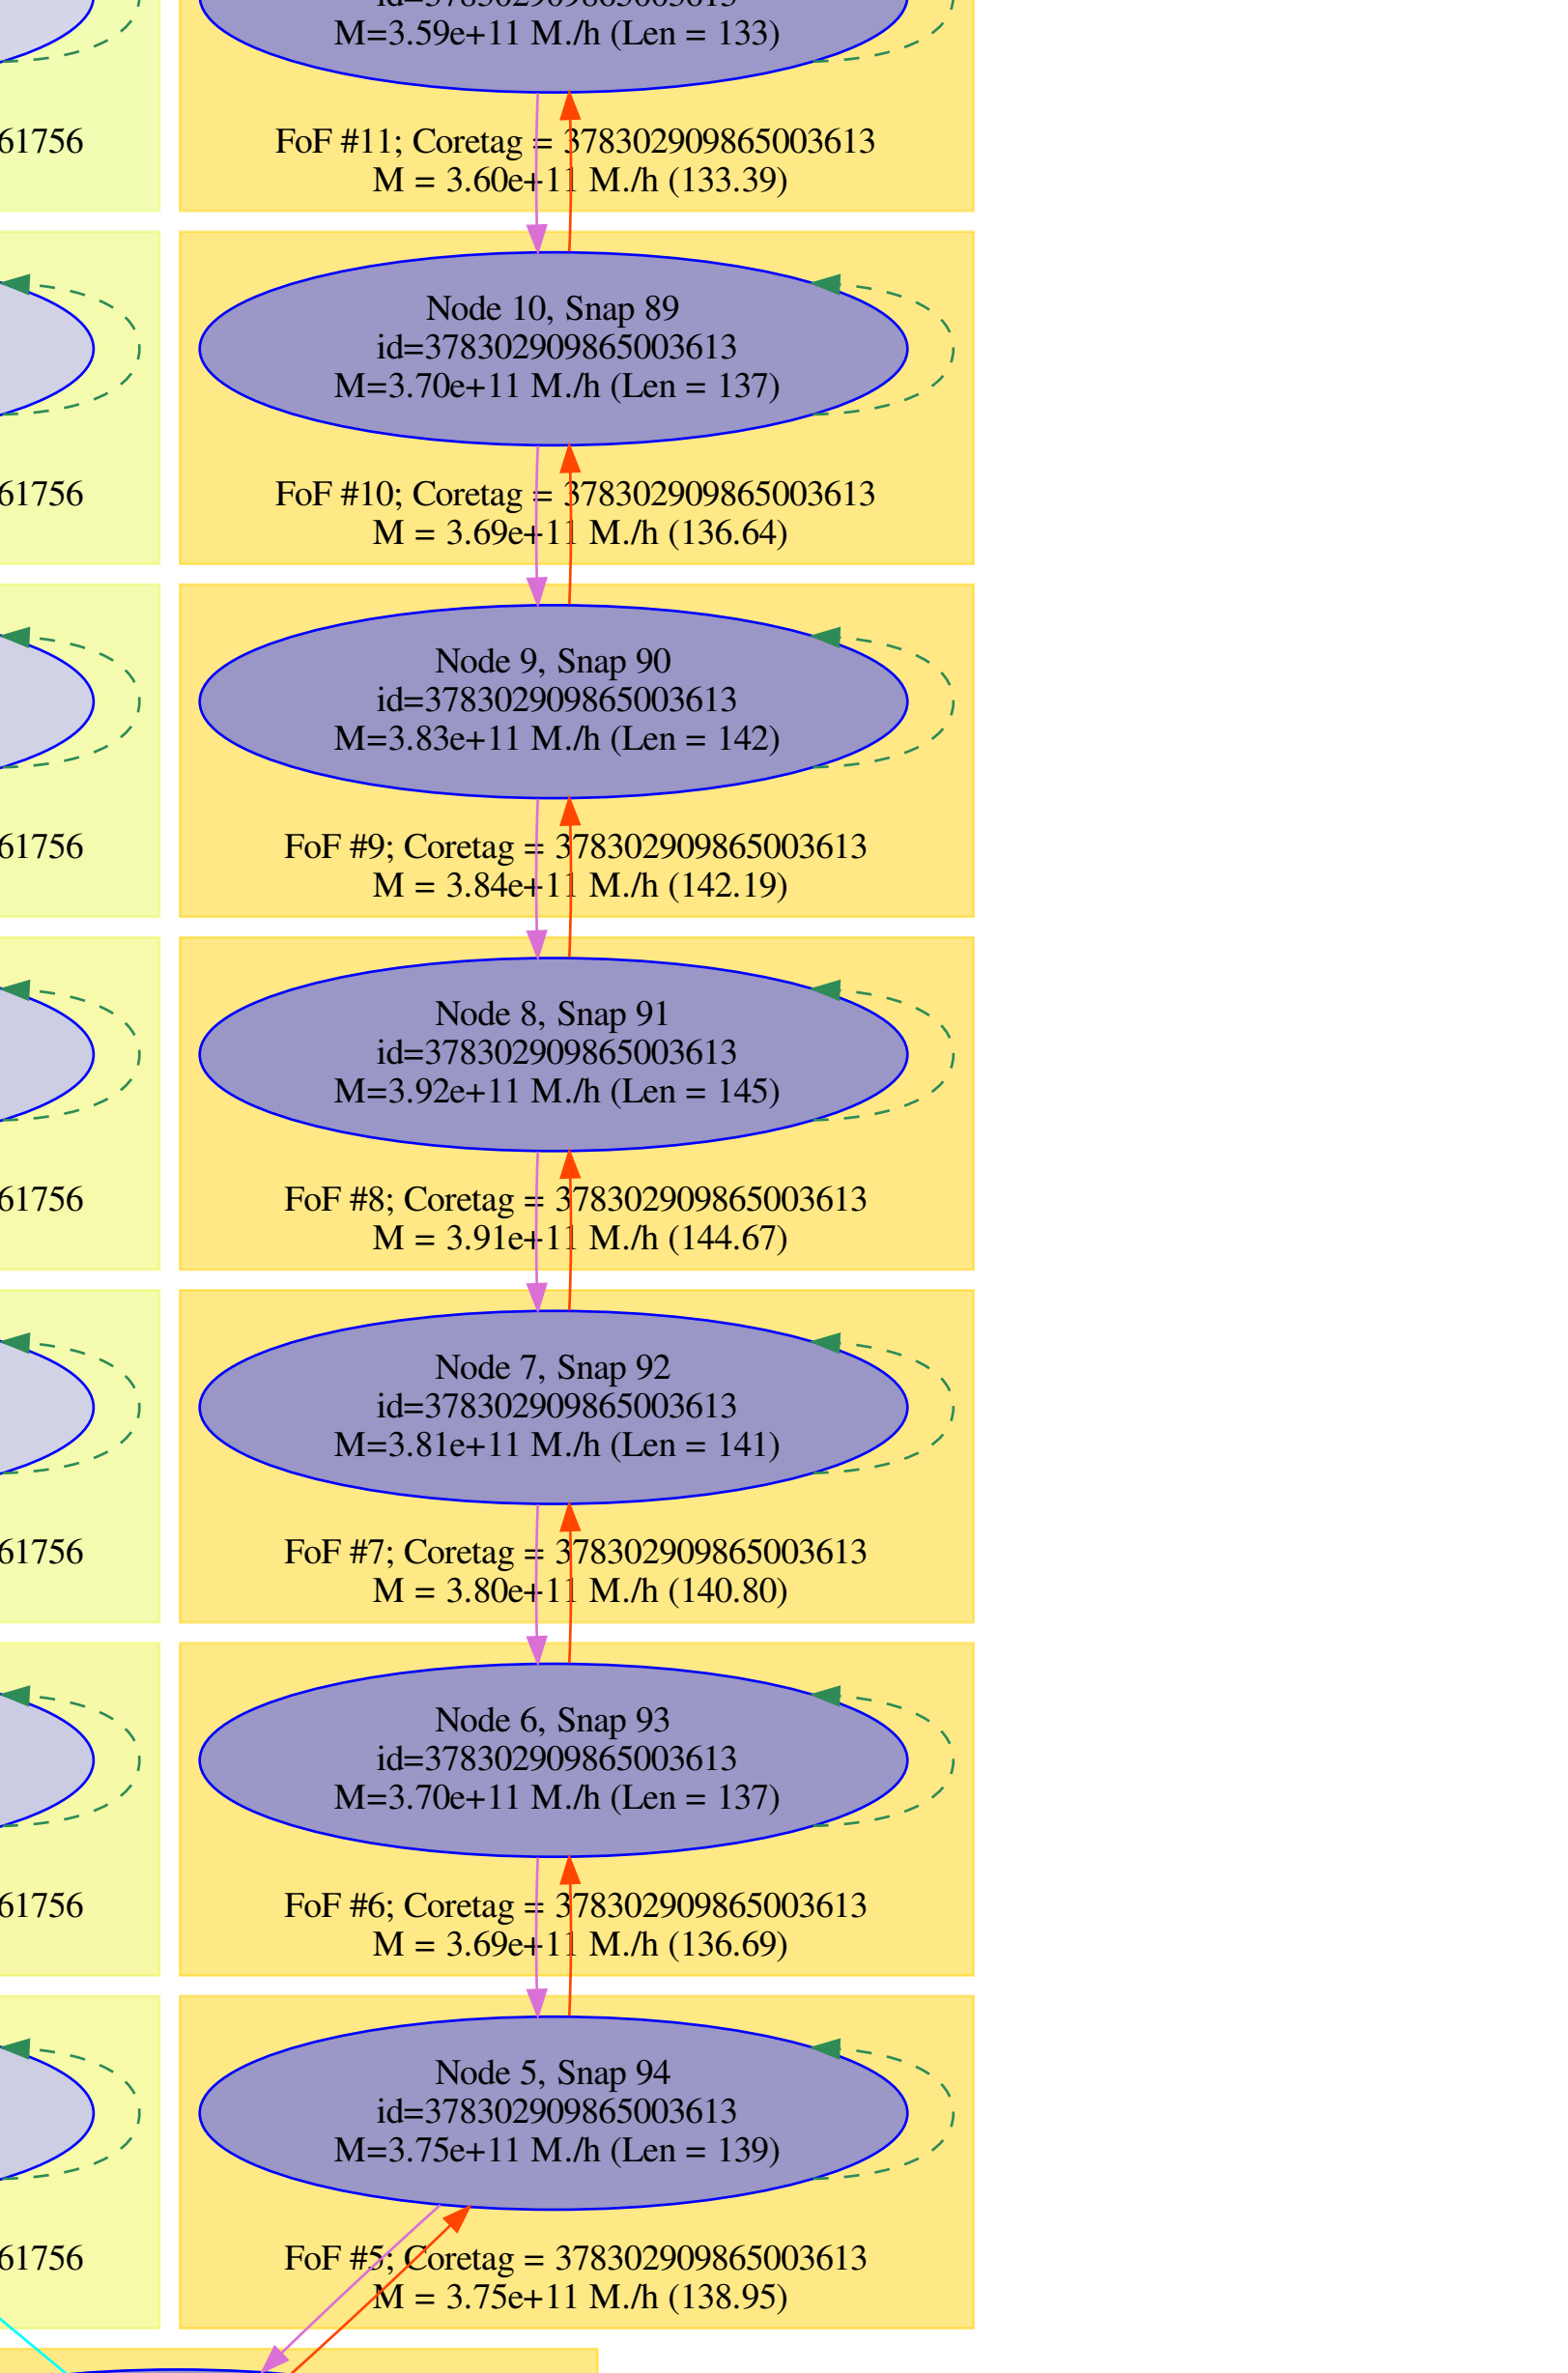 M=3.59e+11 M./h (Len = 133)
61756
FoF #11; Coretag = 378302909865003613
M = 3.60e+11 M./h (133.39)
Node 10, Snap 89
id=378302909865003613
M=3.70e+11 M./h (Len = 137)
61756
FoF #10; Coretag = 378302909865003613
M = 3.69e+11 M./h (136.64)
Node 9, Snap 90
id=378302909865003613
M=3.83e+11 M./h (Len = 142)
61756
FoF #9; Coretag = 378302909865003613
M = 3.84e+11 M./h (142.19)
Node 8, Snap 91
id=378302909865003613
M=3.92e+11 M./h (Len = 145)
61756
FoF #8; Coretag = 378302909865003613
M = 3.91e+11 M./h (144.67)
Node 7, Snap 92
id=378302909865003613
M=3.81e+11 M./h (Len = 141)
61756
FoF #7; Coretag = 378302909865003613
M = 3.80e+11 M./h (140.80)
Node 6, Snap 93
id=378302909865003613
M=3.70e+11 M./h (Len = 137)
61756
FoF #6; Coretag = 378302909865003613
M = 3.69e+11 M./h (136.69)
Node 5, Snap 94
id=378302909865003613
M=3.75e+11 M./h (Len = 139)
61756
FoF #5; Coretag = 378302909865003613
M = 3.75e+11 M./h (138.95)